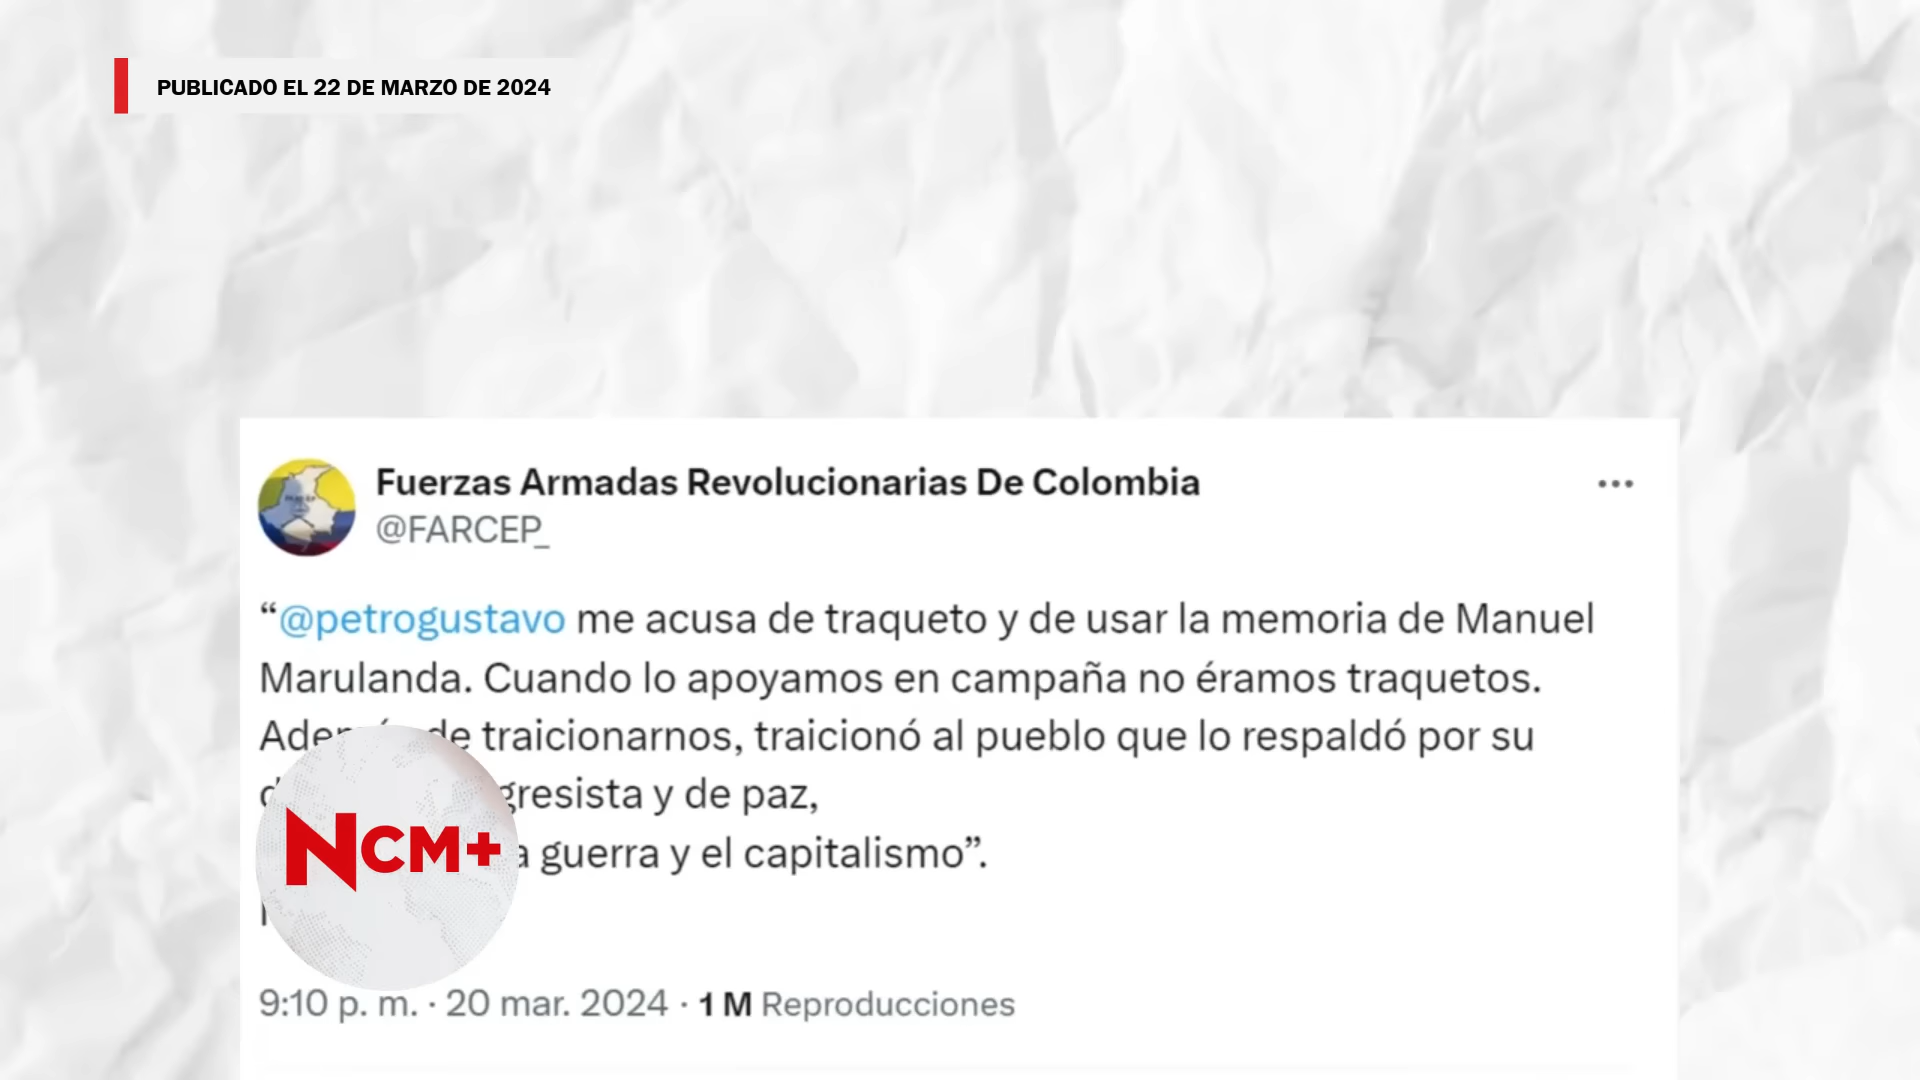 PUBLICADO EL 22 DE MARZO DE 2024
Fuerzas Armadas Revolucionarias De Colombia
@FARCEP_
“@petrogustavo me acusa de traqueto y de usar la memoria de Manuel
Marulanda. Cuando lo apoyamos en campaña no éramos traquetos.
de traicionarnos, traicionó al pueblo que lo respaldó por su
y de paz,
guerra y el capitalismo”.
NCM+
9:10 p. m. · 20 mar. 2024 · 1 M Reproducciones